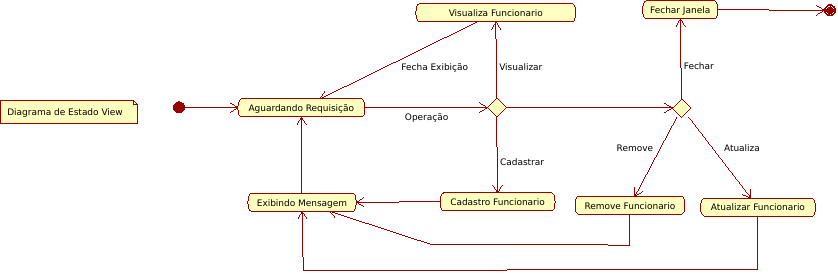 Visualiza Funcionario
Fechar Janela
Fecha Exibição
Visualizar
Fechar
Diagrama de Estado View
Aguardando Requisição
Operação
Remove
Atualiza
Cadastrar
Exibindo Mensagem
Cadastro Funcionario
Remove Funcionario
Atualizar Funcionario